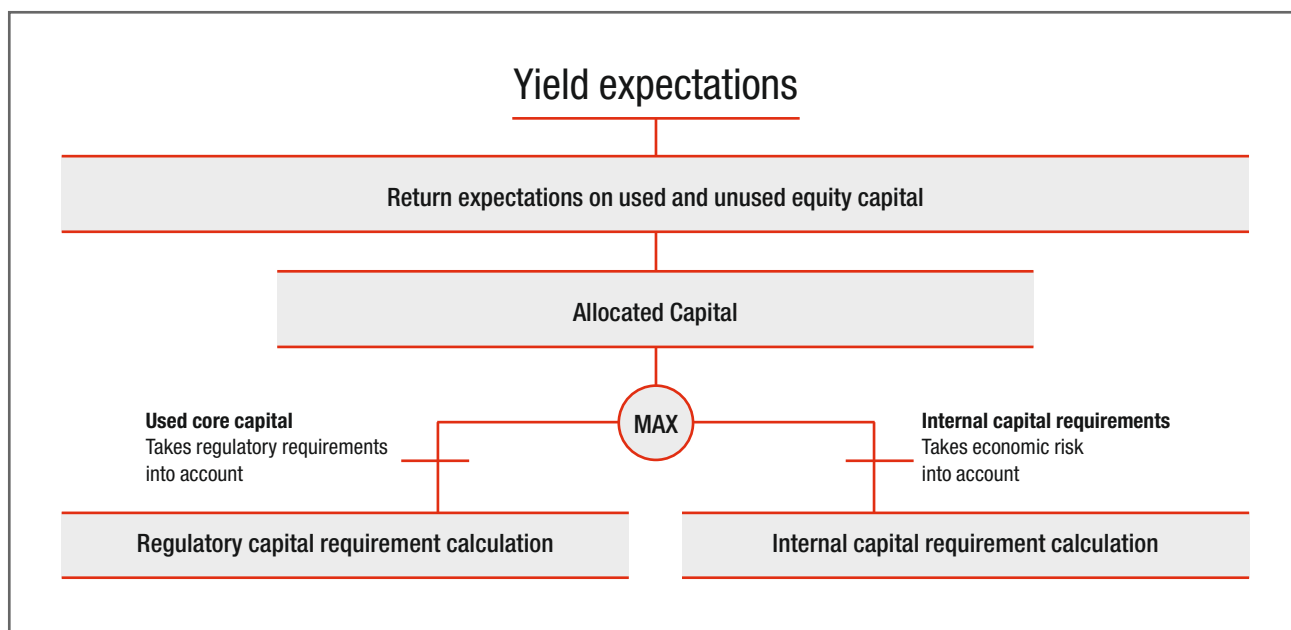 Yield expectations
Return expectations on used and unused equity capital
Allocated Capital
MAX
Used core capital
Takes regulatory requirements
into account
Internal capital requirements
Takes economic risk
into account
Regulatory capital requirement calculation
Internal capital requirement calculation